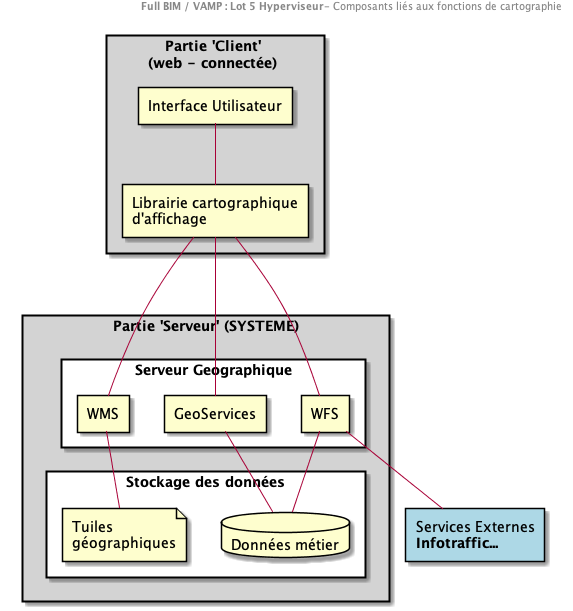 Full BIM / VAMP : Lot 5 Hyperviseur- Composants liés aux fonctions de cartographie
Partie 'Client'
(web - connectée)
Interface Utilisateur
Librairie cartographique
d'affichage
Partie 'Serveur' (SYSTEME)
Serveur Geographique
WMS
GeoServices
WFS
Stockage des données
Tuiles
géographiques
Données métier
Services Externes
Infotraffic...